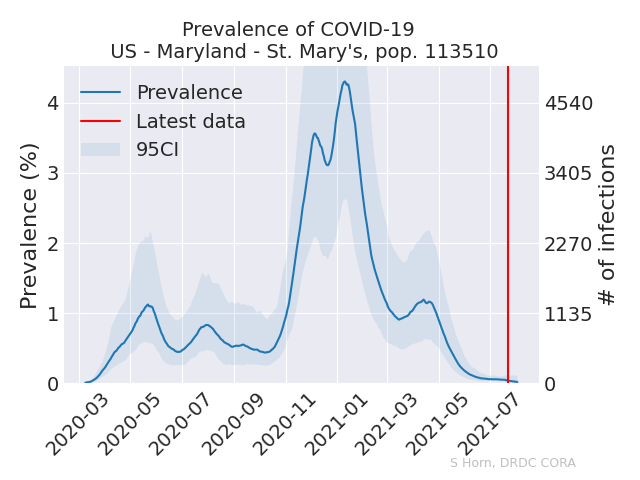 Prevalence of COVID-19
US - Maryland - St. Mary's, pop. 113510
Prevalence
Latest data
95CI
Prevalence (%)
4
3
2
1
0
4540
3405
2270
1135
0
# of infections
2020-03
2020-05
2020-07
2020-09
2020-11
2021-01
2021-03
2021-05
2021-07
S Horn, DRDC CORA